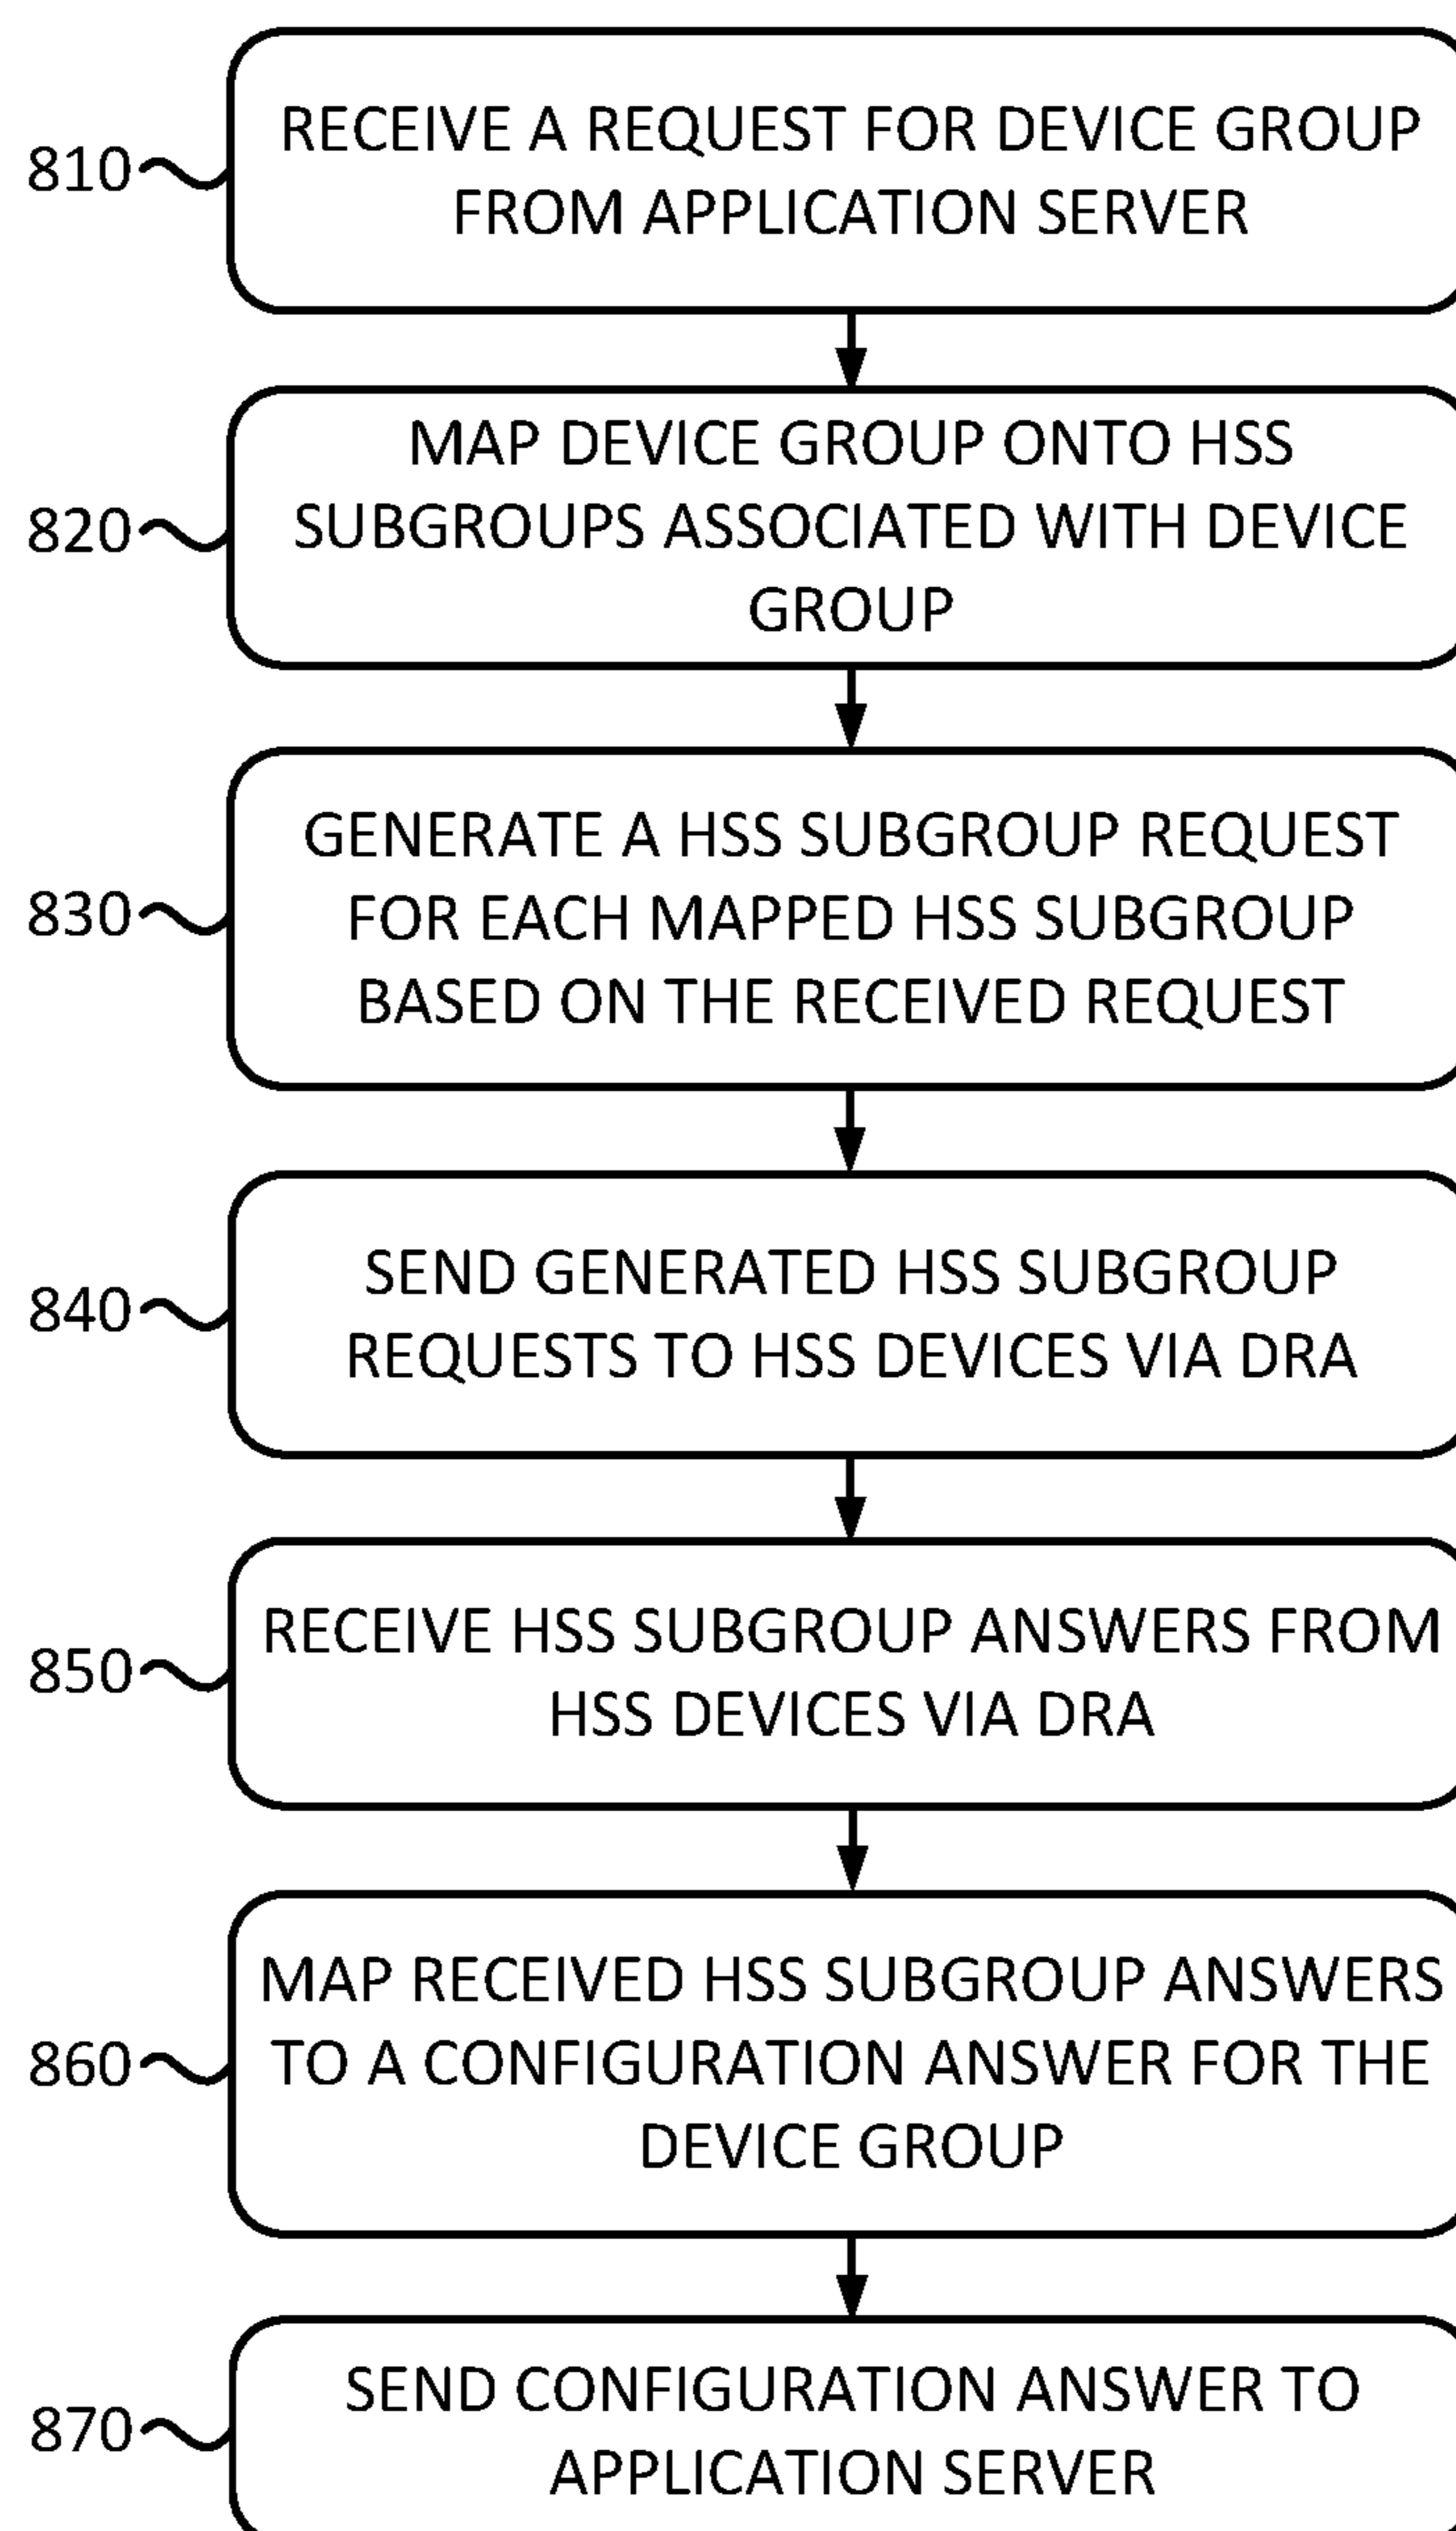 810
RECEIVE A REQUEST FOR DEVICE GROUP
FROM APPLICATION SERVER
820
MAP DEVICE GROUP ONTO HSS
SUBGROUPS ASSOCIATED WITH DEVICE
GROUP
830
GENERATE A HSS SUBGROUP REQUEST
FOR EACH MAPPED HSS SUBGROUP
BASED ON THE RECEIVED REQUEST
840
SEND GENERATED HSS SUBGROUP
REQUESTS TO HSS DEVICES VIA DRA
850
RECEIVE HSS SUBGROUP ANSWERS FROM
HSS DEVICES VIA DRA
860
MAP RECEIVED HSS SUBGROUP ANSWERS
TO A CONFIGURATION ANSWER FOR THE
DEVICE GROUP
870
SEND CONFIGURATION ANSWER TO
APPLICATION SERVER